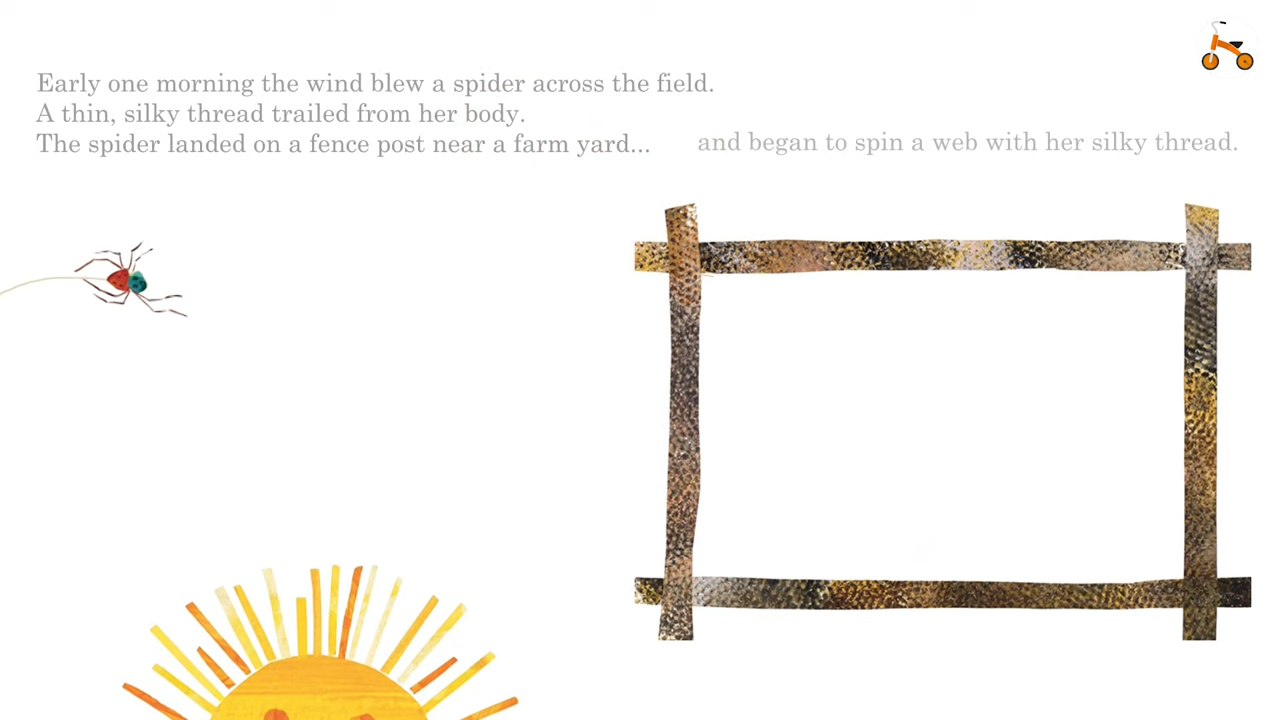 Early one morning the wind blew a spider across the field.
A thin, silky thread trailed from her body.
The spider landed on a fence post near a farm yard...
and began to spin a web with her silky thread.